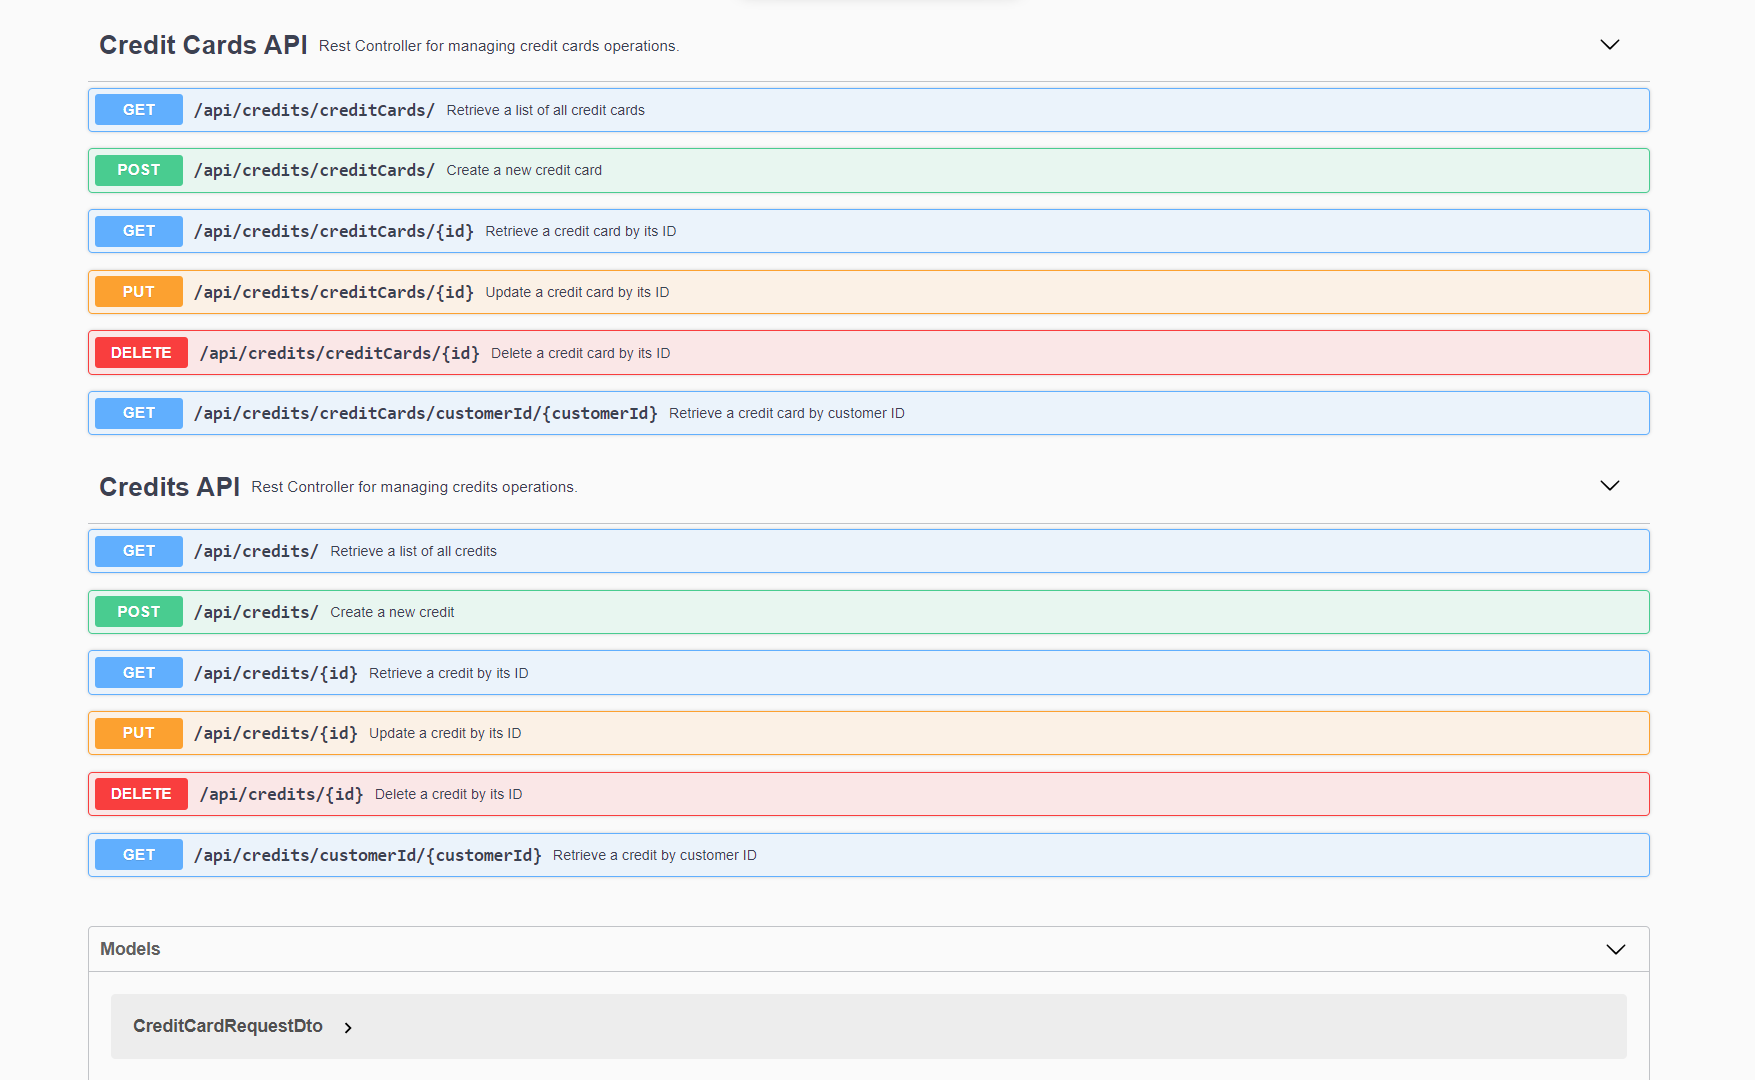 Credit Cards API Rest Controller for managing credit cards operations.
GET /api/credits/creditCards/ Retrieve a list of all credit cards
POST /api/credits/creditCards/ Create a new credit card
GET /api/credits/creditCards/{id} Retrieve a credit card by its ID
PUT /api/credits/creditCards/{id} Update a credit card by its ID
DELETE /api/credits/creditCards/{id} Delete a credit card by its ID
GET /api/credits/creditCards/customerId/{customerId} Retrieve a credit card by customer ID
Credits API Rest Controller for managing credits operations.
GET /api/credits/ Retrieve a list of all credits
POST /api/credits/ Create a new credit
GET /api/credits/{id} Retrieve a credit by its ID
PUT /api/credits/{id} Update a credit by its ID
DELETE /api/credits/{id} Delete a credit by its ID
GET /api/credits/customerId/{customerId} Retrieve a credit by customer ID
Models
CreditCardRequestDto